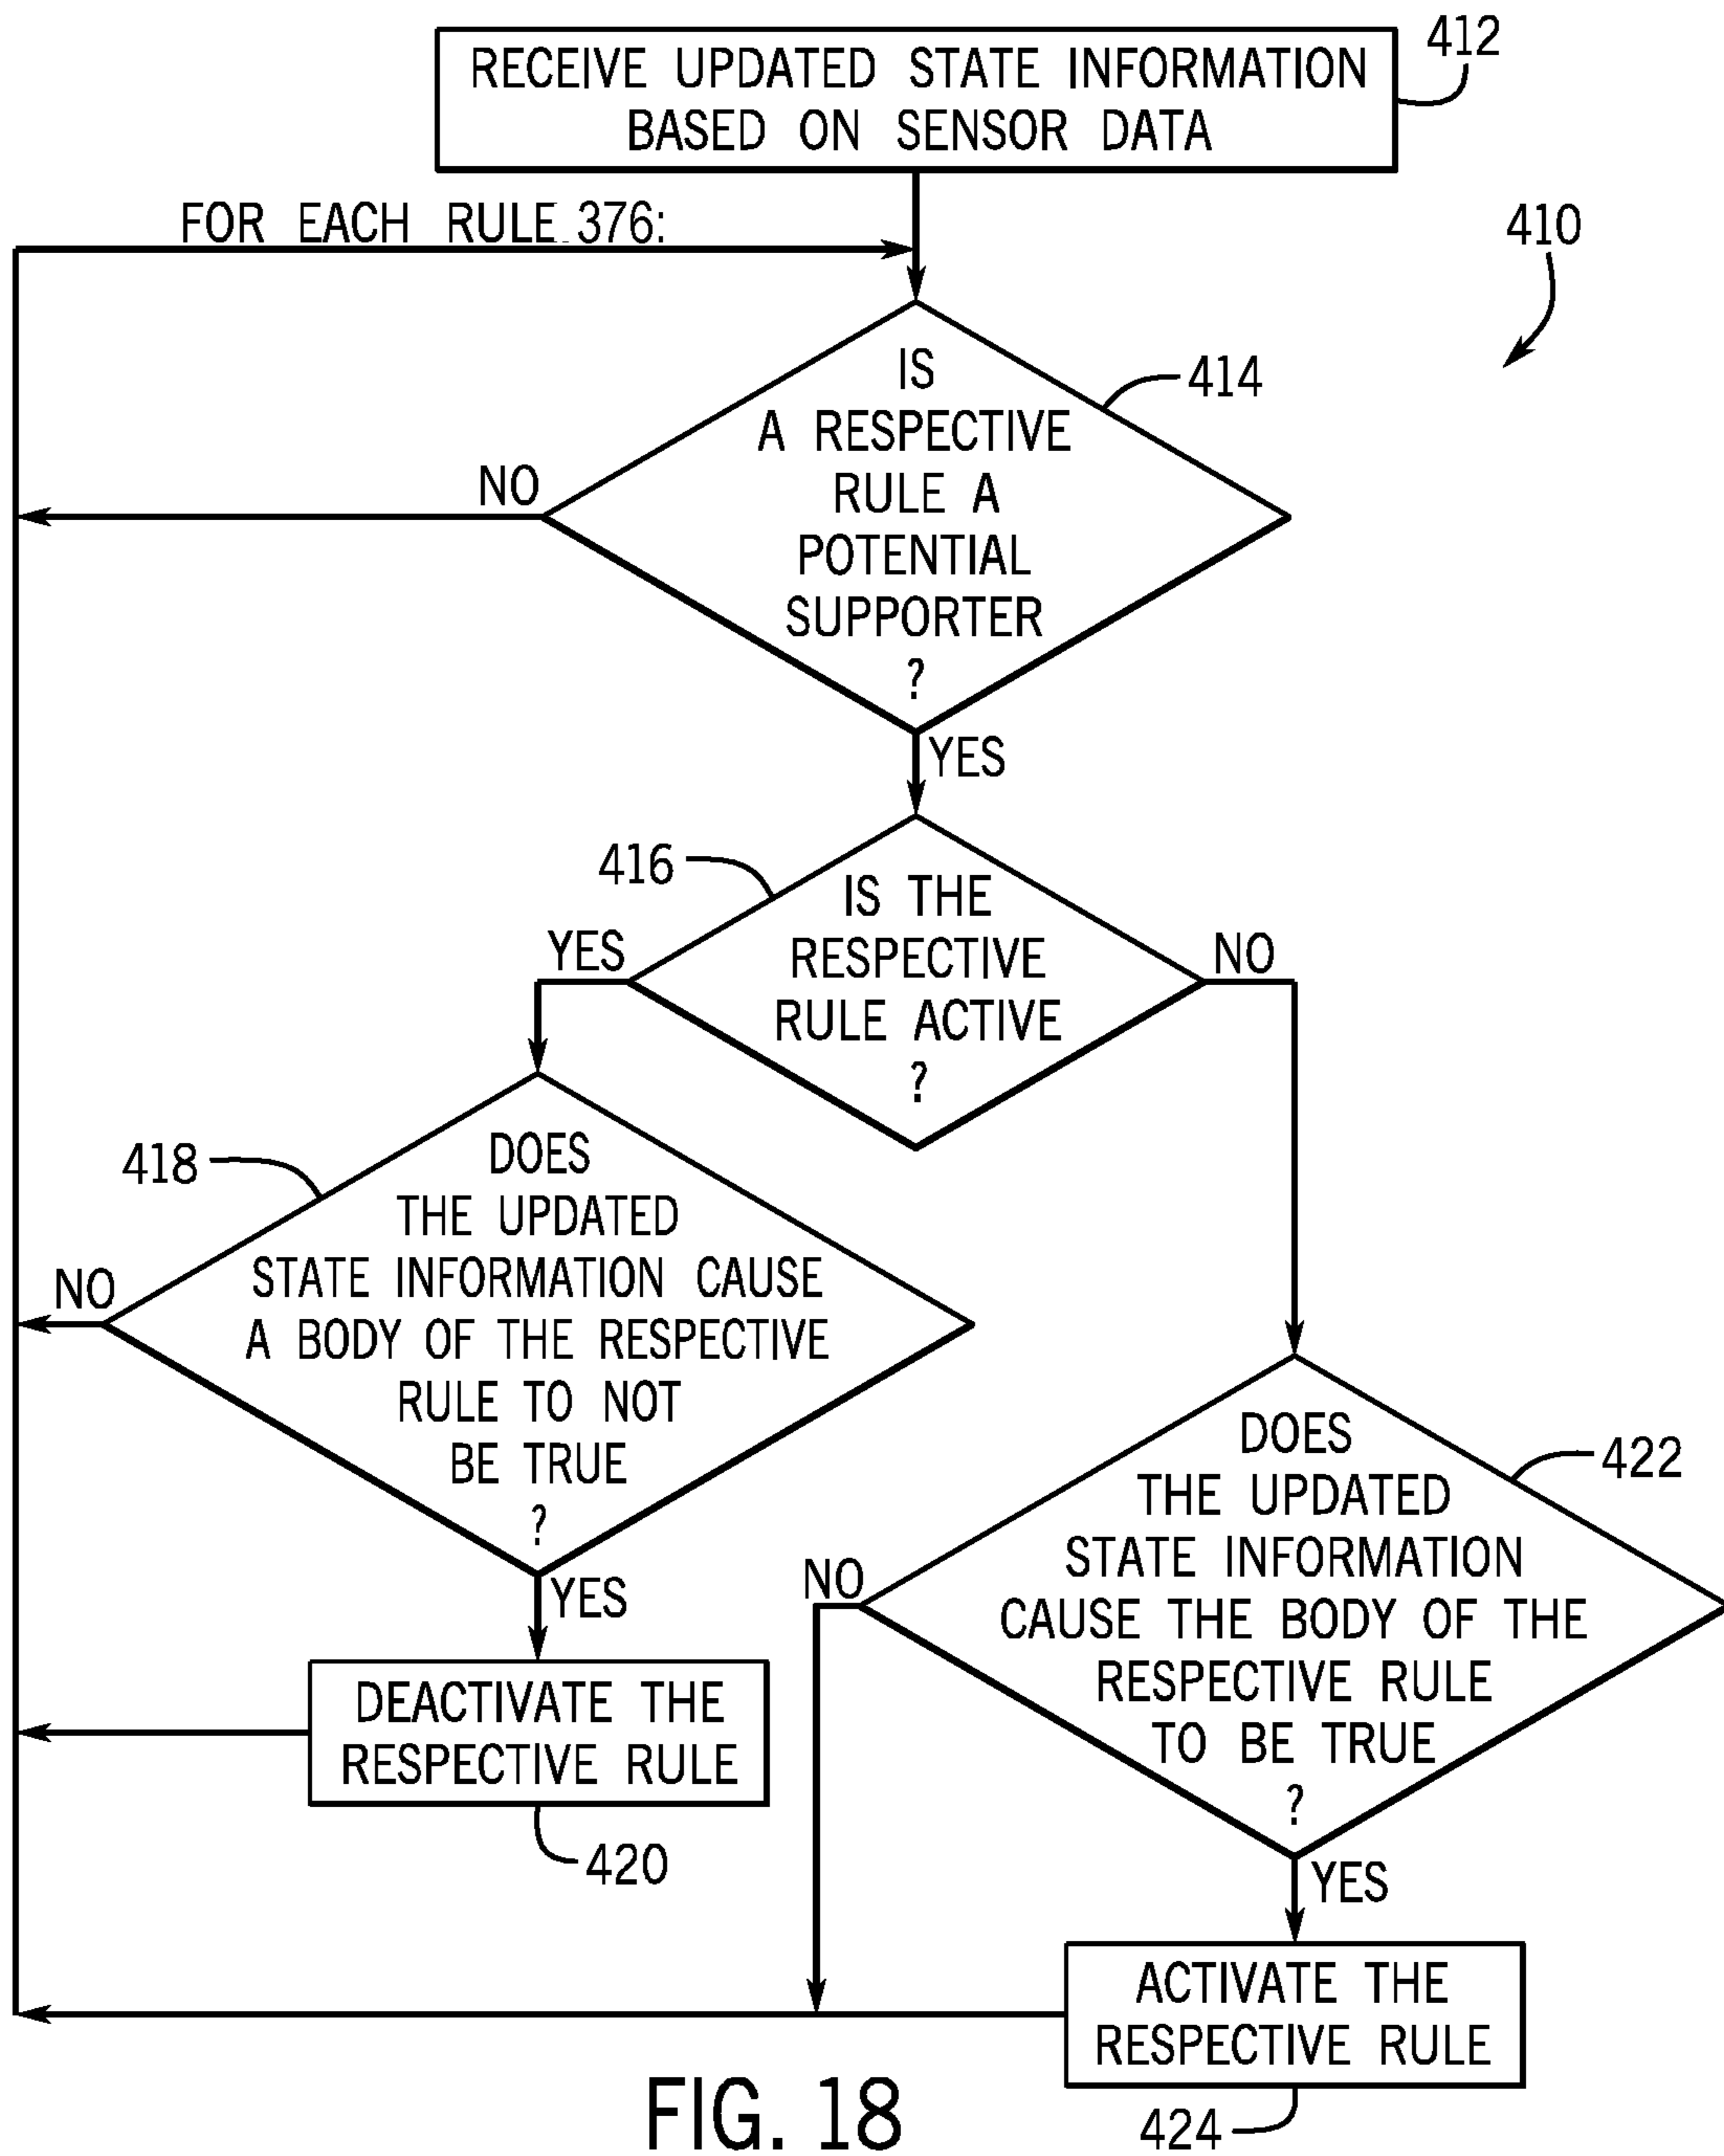 412
RECEIVE UPDATED STATE INFORMATION
BASED ON SENSOR DATA
FOR EACH RULE 376:
410
IS
A RESPECTIVE
RULE A
POTENTIAL
SUPPORTER
?
414
NO
YES
416
IS THE
RESPECTIVE
RULE ACTIVE
?
YES
NO
418
DOES
THE UPDATED
STATE INFORMATION CAUSE
A BODY OF THE RESPECTIVE
RULE TO NOT
BE TRUE
?
NO
YES
DOES
THE UPDATED
STATE INFORMATION
CAUSE THE BODY OF THE
RESPECTIVE RULE
TO BE TRUE
?
422
NO
YES
DEACTIVATE THE
RESPECTIVE RULE
420
ACTIVATE THE
RESPECTIVE RULE
424
FIG. 18